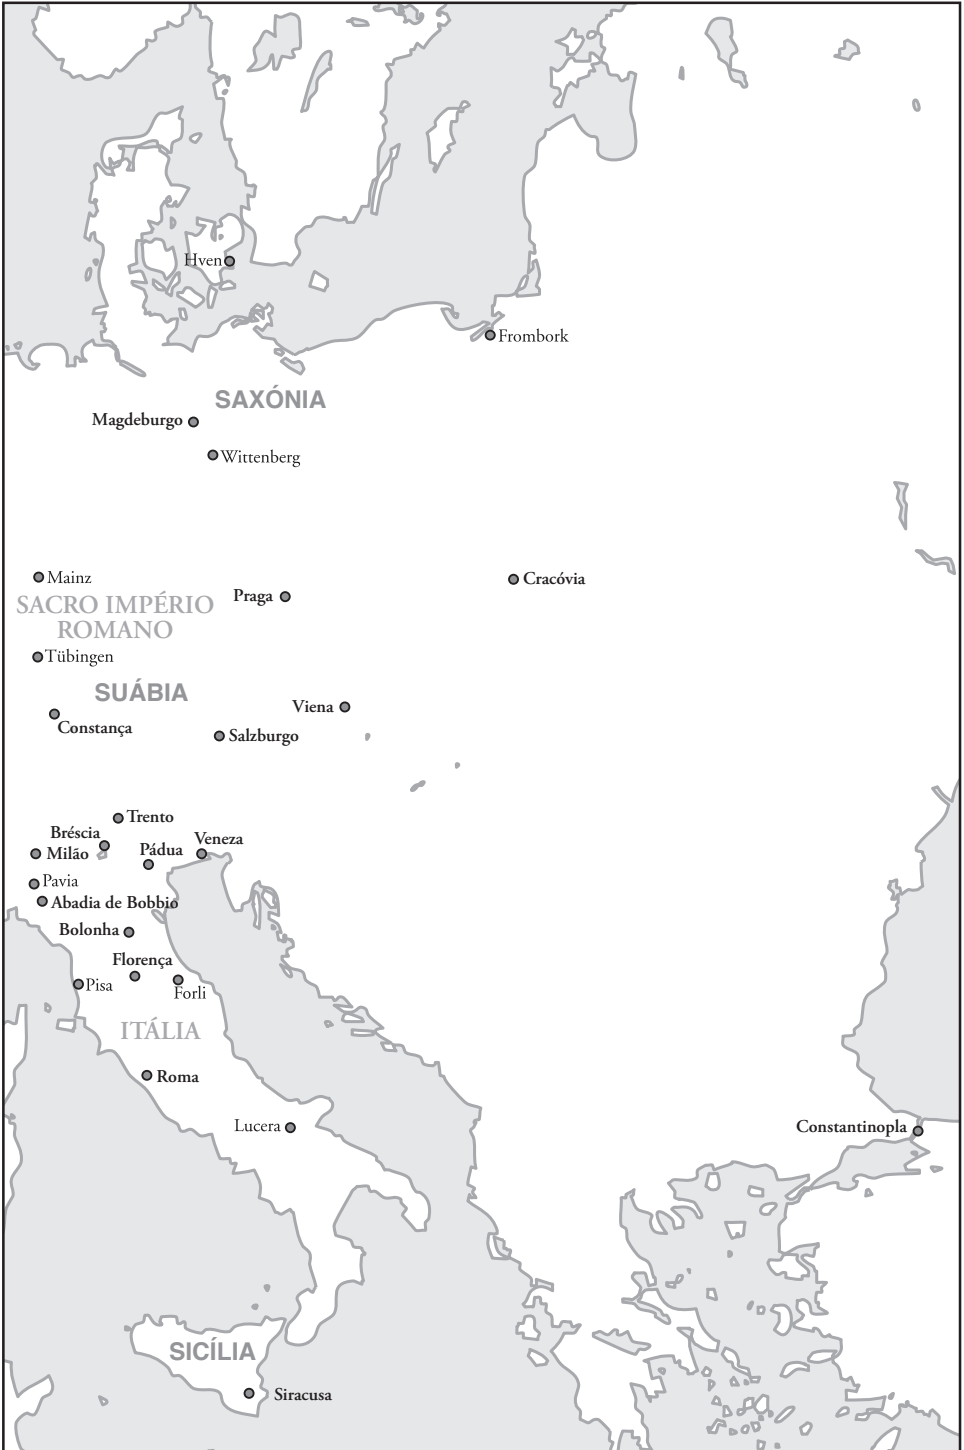 Hven
Frombork
SAXÓNIA
Magdeburgo
Wittenberg
Mainz
Cracóvia
Praga
SACRO IMPÉRIO
ROMANO
Tübingen
SUÁBIA
Viena
Constança
Salzburgo
Trento
Bréscia
Veneza
Milão
Pádua
Pavia
Abadia de Bobbio
Bolonha
Florença
Pisa
Forli
ITÁLIA
Roma
Lucera
Constantinopla
SICÍLIA
Siracusa